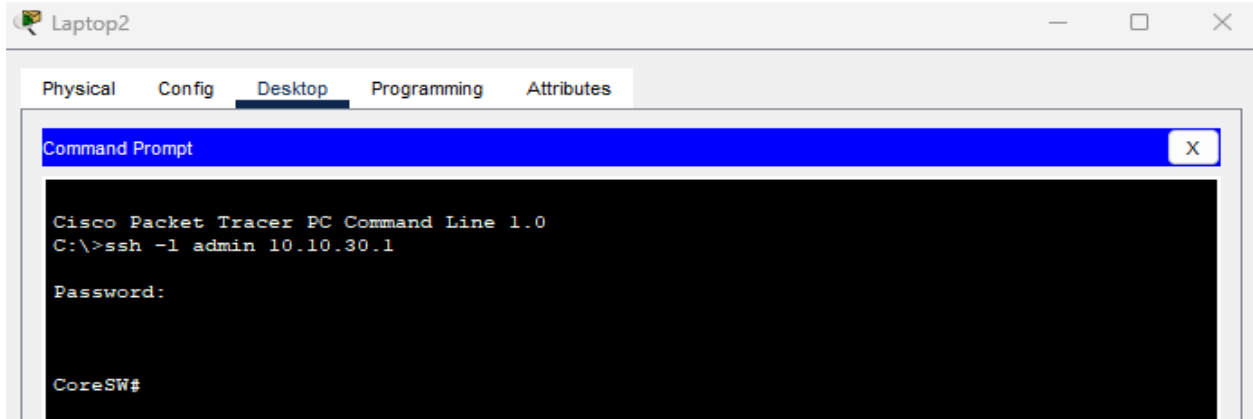 Laptop2
Physical Config Desktop Programming Attributes
Command Prompt
X
Cisco Packet Tracer PC Command Line 1.0
C:\>ssh -l admin 10.10.30.1
Password:
CoreSW#